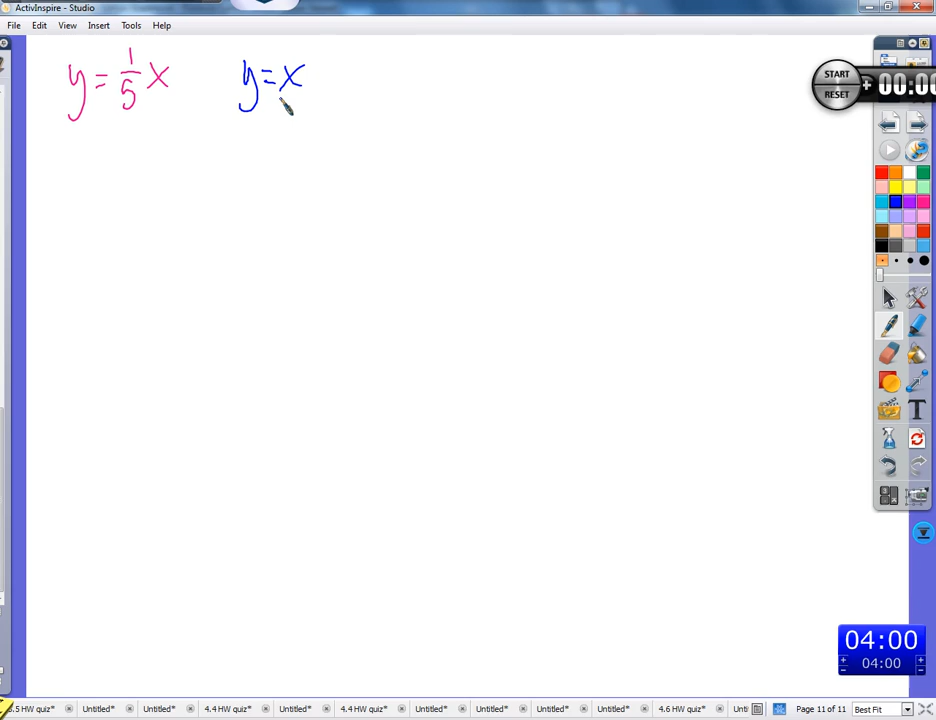 ActivInspire - Studio
File Edit View Insert Tools Help
y = 1/5 x y = x
START
RESET
+ 00:00
T
04:00
04:00
.5 HW quiz* Untitled* Untitled* 4.4 HW quiz* Untitled* 4.4 HW quiz* Untitled* Untitled* Untitled* Untitled* 4.6 HW quiz* Unti Page 11 of 11 Best Fit